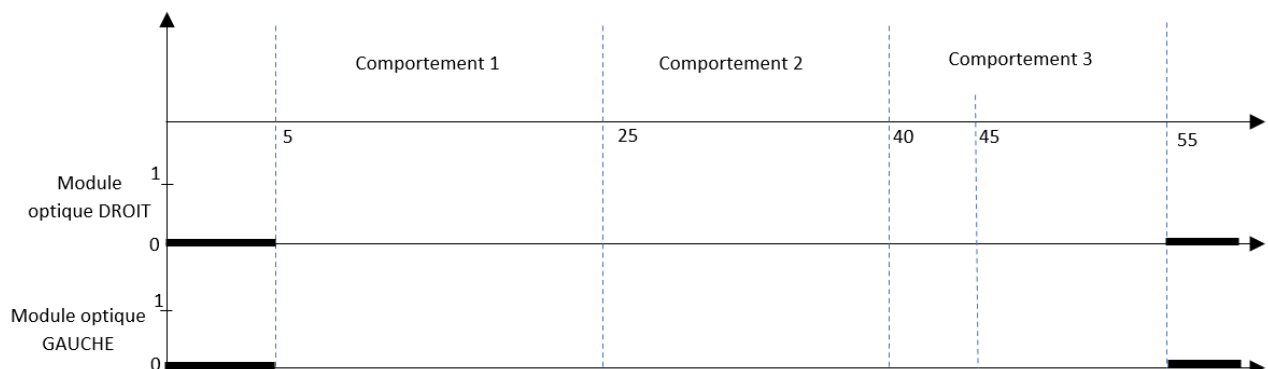 Comportement 1
Comportement 2
Comportement 3
5
25
40
45
55
Module
optique DROIT
1
0
Module optique
GAUCHE
1
0